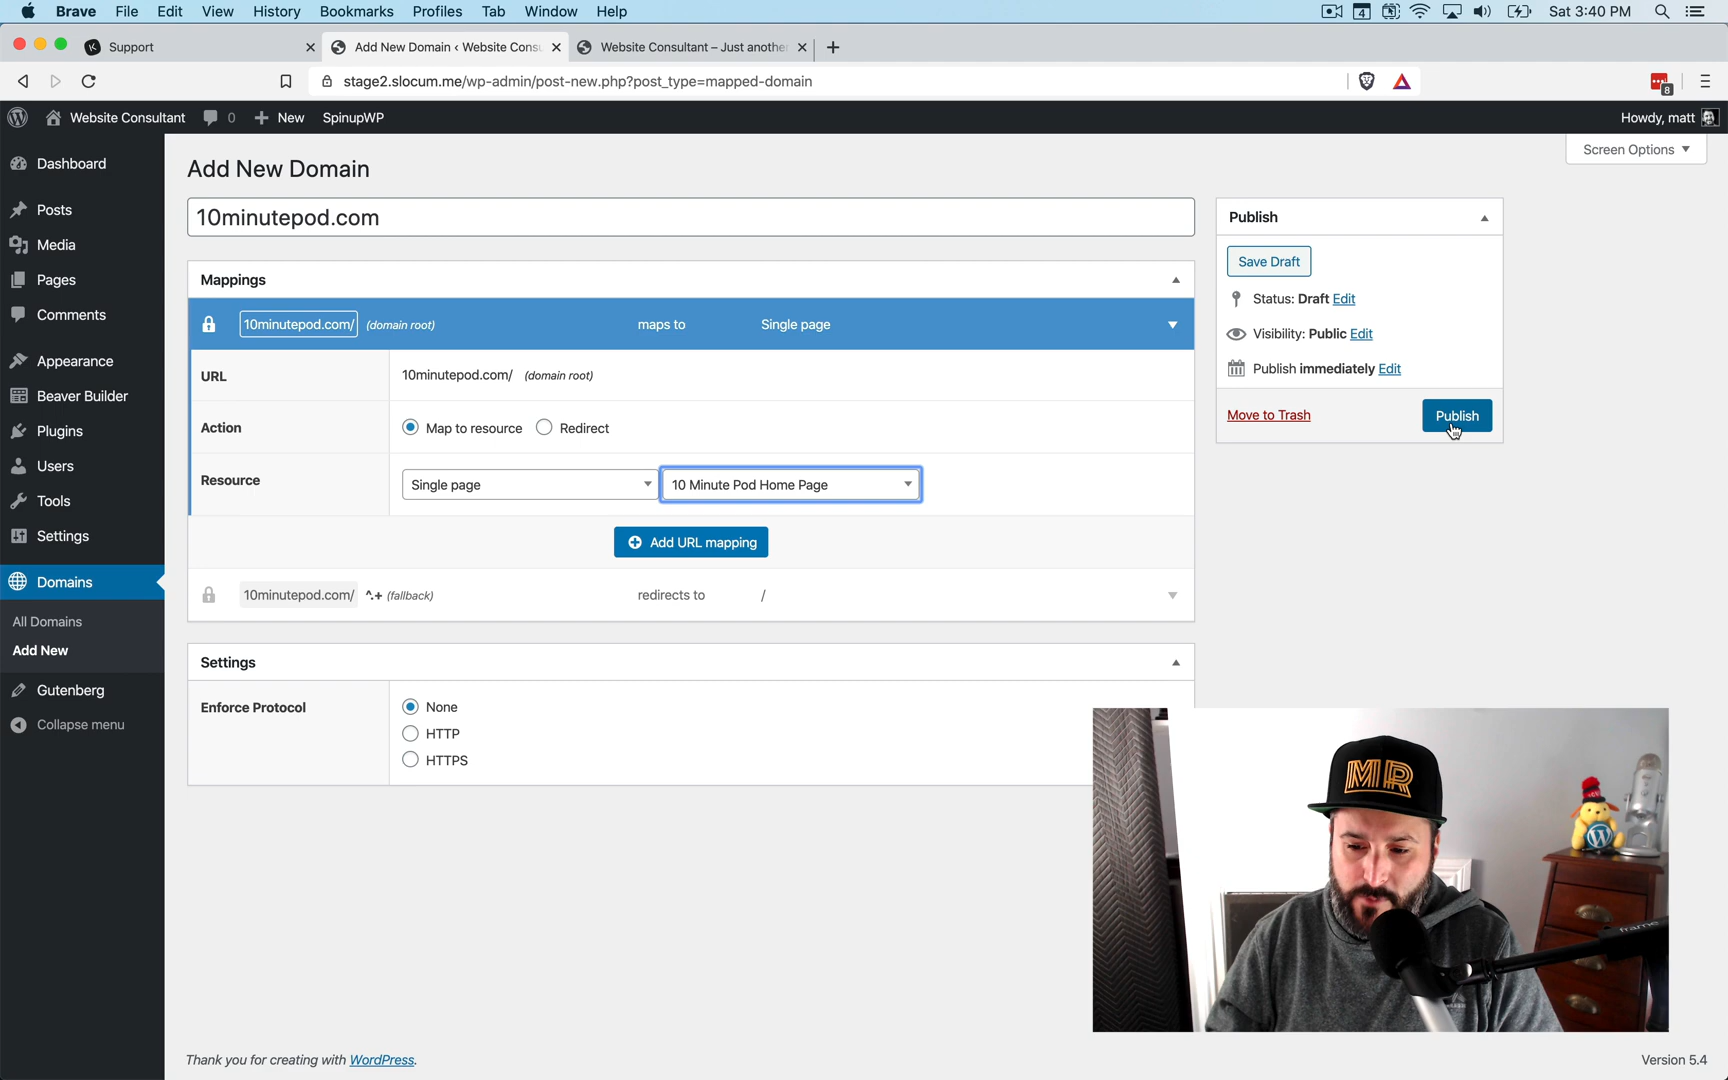 Brave File Edit View History Bookmarks Profiles Tab Window Help
4 Sat 3:40 PM
Support
Add New Domain ‹ Website Consu
Website Consultant – Just anothe
stage2.slocum.me/wp-admin/post-new.php?post_type=mapped-domain
8
Website Consultant 0 New SpinupWP
Howdy, matt
Screen Options
Dashboard
Posts
Media
Pages
Comments
Appearance
Beaver Builder
Plugins
Users
Tools
Settings
Domains
All Domains
Add New
Gutenberg
Collapse menu
Add New Domain
10minutepod.com
Mappings
10minutepod.com/ (domain root) maps to Single page
URL 10minutepod.com/ (domain root)
Action Map to resource Redirect
Resource Single page 10 Minute Pod Home Page
Add URL mapping
10minutepod.com/ ^.+ (fallback) redirects to /
Settings
Enforce Protocol None
HTTP
HTTPS
Publish
Save Draft
Status: Draft Edit
Visibility: Public Edit
Publish immediately Edit
Move to Trash Publish
MR
frame
Thank you for creating with WordPress.
Version 5.4